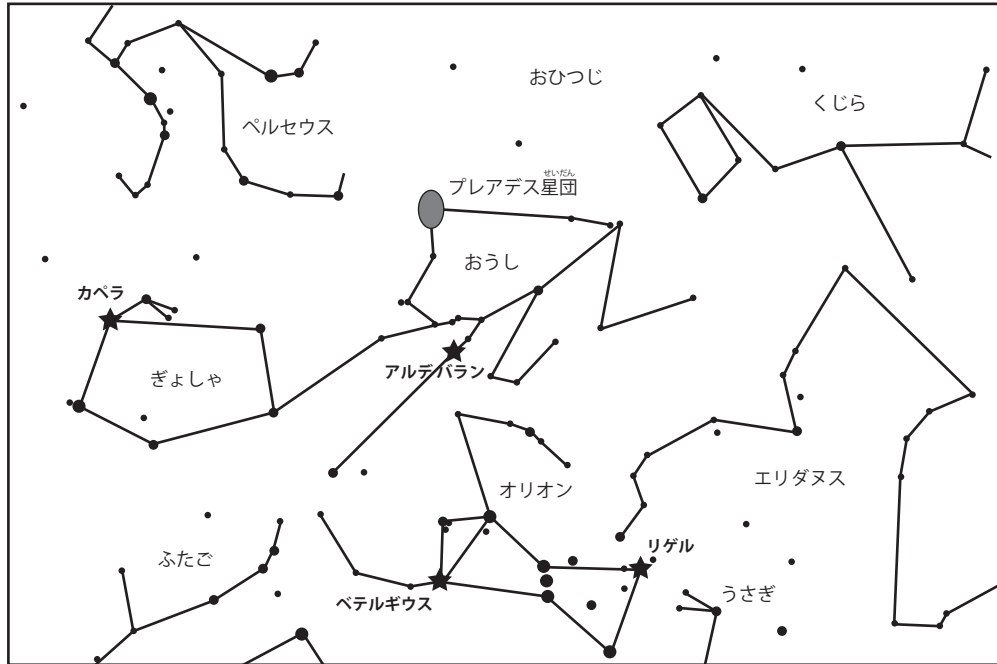 おひつじ
くじら
ペルセウス
せいだん
プレアデス星団
おうし
カペラ
アルデバラン
ぎょしゃ
オリオン
エリダヌス
リゲル
ふたご
ベテルギウス
うさぎ